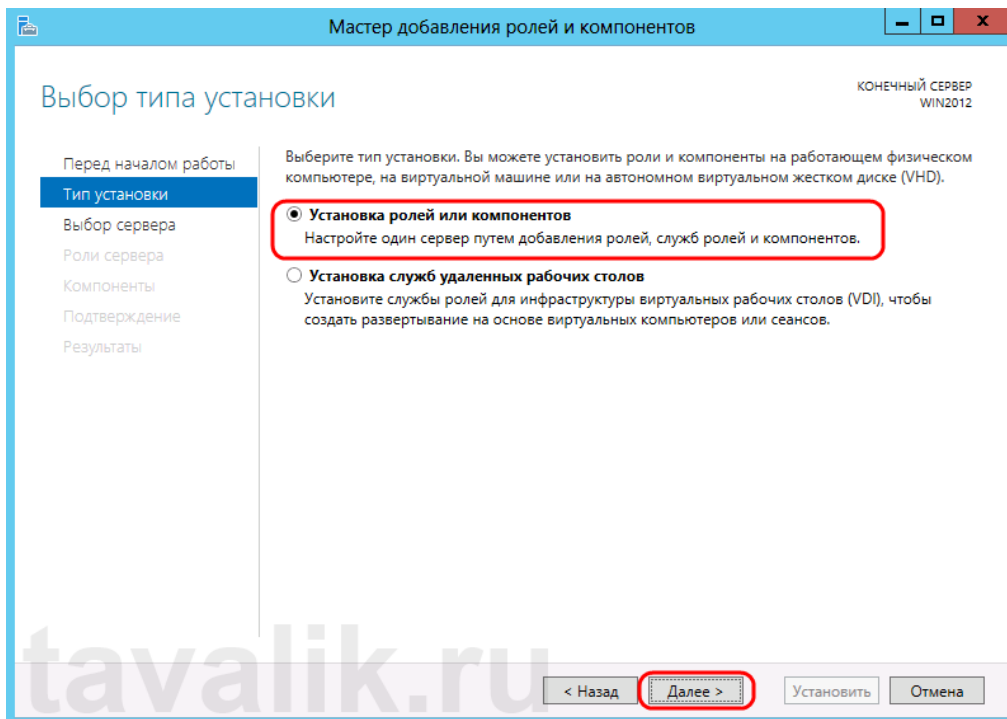 Мастер добавления ролей и компонентов
Выбор типа установки
КОНЕЧНЫЙ СЕРВЕР
WIN2012
Перед началом работы
Тип установки
Выбор сервера
Роли сервера
Компоненты
Подтверждение
Результаты
Выберите тип установки. Вы можете установить роли и компоненты на работающем физическом
компьютере, на виртуальной машине или на автономном виртуальном жестком диске (VHD).
Установка ролей или компонентов
Настройте один сервер путем добавления ролей, служб ролей и компонентов.
Установка служб удаленных рабочих столов
Установите службы ролей для инфраструктуры виртуальных рабочих столов (VDI), чтобы
создать развертывание на основе виртуальных компьютеров или сеансов.
tavalik.ru
< Назад
Далее >
Установить
Отмена